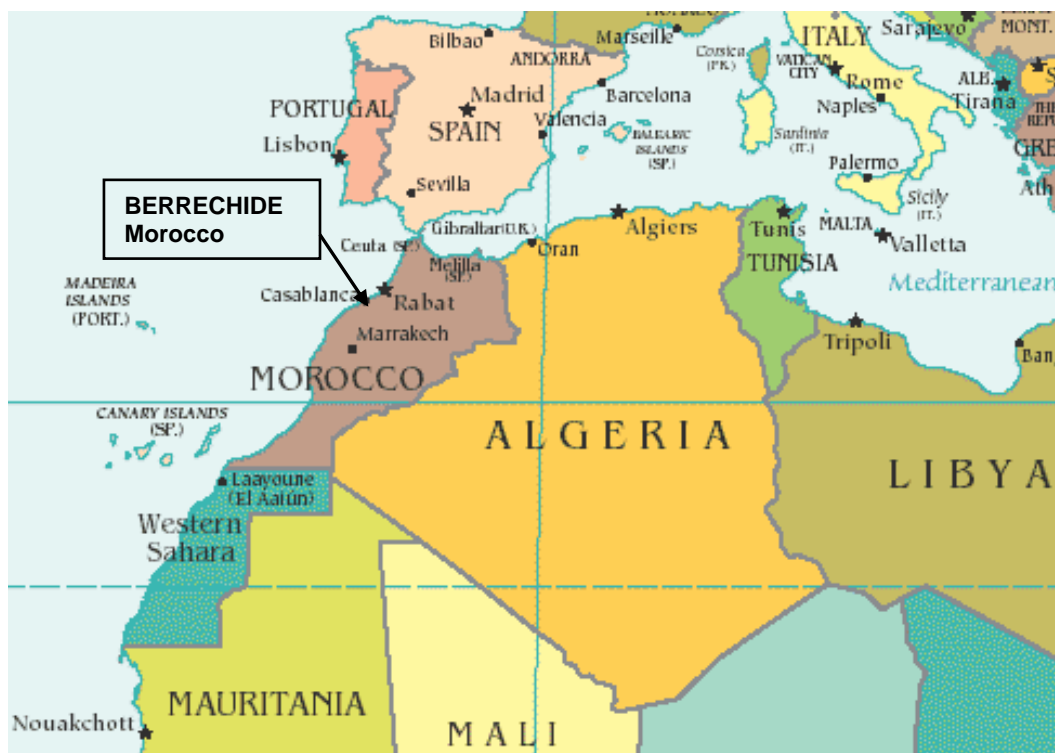 Bilbao
Marseille
ANDORRA
Corsica
(FR.)
VATICAN
CITY
ITALY
Sarajevo
MONT.
PORTUGAL
Madrid
Barcelona
Rome
Naples
ALB.
Tirana
Lisbon
SPAIN
Valencia
BALEARIC
ISLANDS
(SP.)
Sardinia
(IT.)
GRE
Palermo
Ath
Sevilla
Sicily
(IT.)
BERRECHIDE
Morocco
Gibraltar (U.K.)
Ceuta (SP.)
Oran
Algiers
Tunis
MALTA
Valletta
Melilla
(SP.)
TUNISIA
MADEIRA
ISLANDS
(PORT.)
Casablanca
Rabat
Mediterranean
Marrakech
Tripoli
Bang
MOROCCO
CANARY ISLANDS
(SP.)
ALGERIA
LIBYA
Laayoune
(El Aaiún)
Western
Sahara
MAURITANIA
Nouakchott
MALI